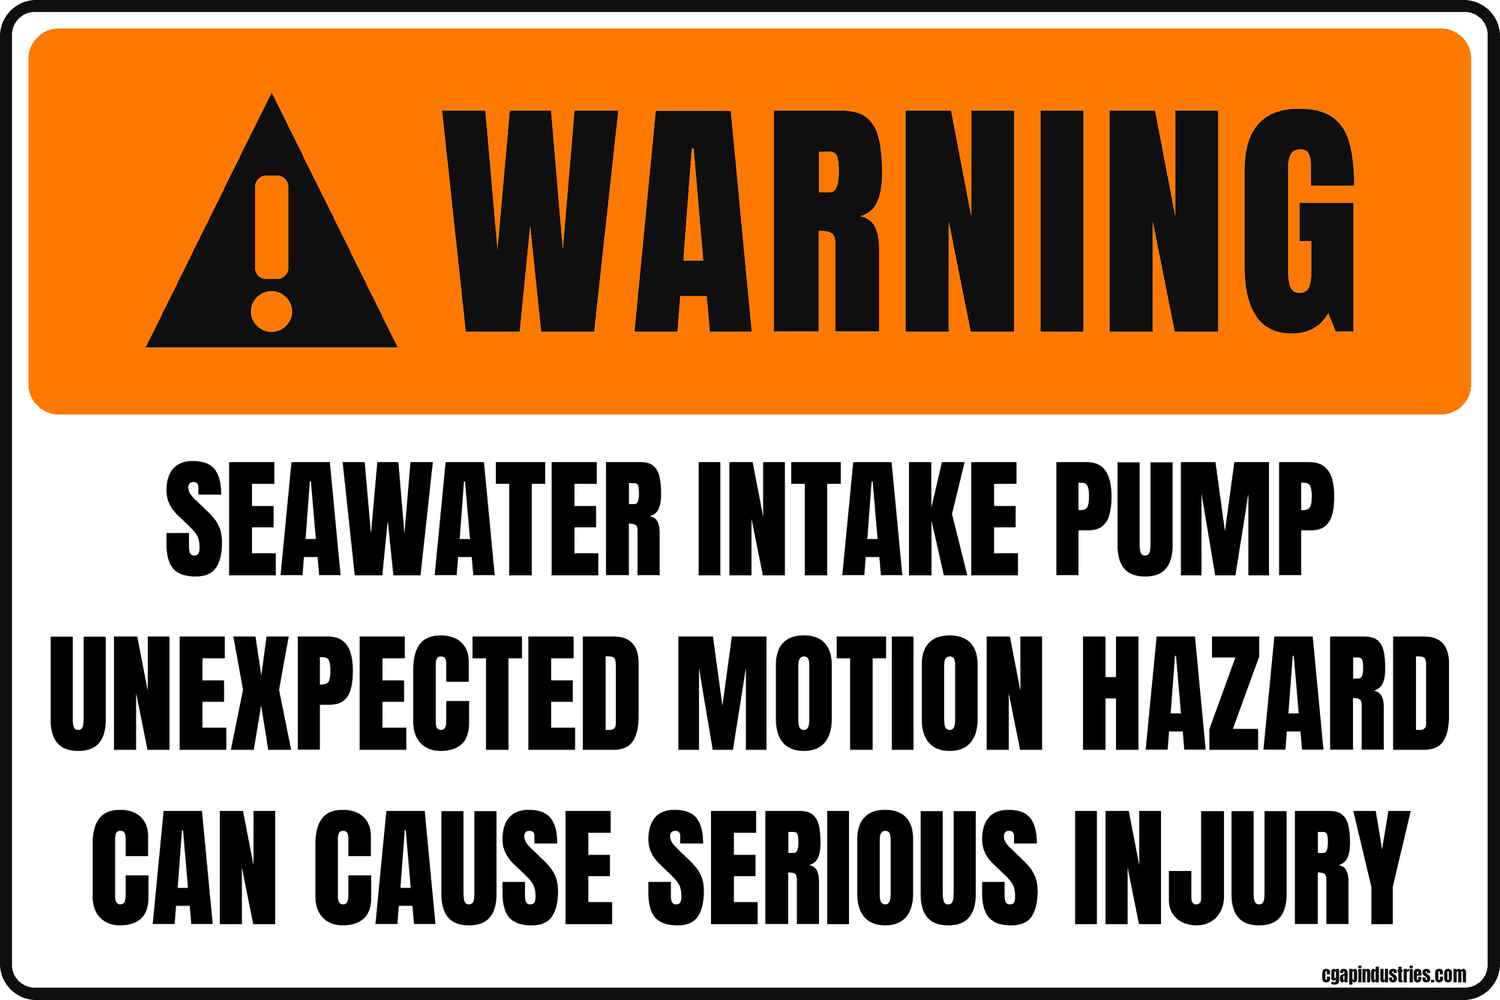 WARNING
SEAWATER INTAKE PUMP
UNEXPECTED MOTION HAZARD
CAN CAUSE SERIOUS INJURY
cgapindustries.com